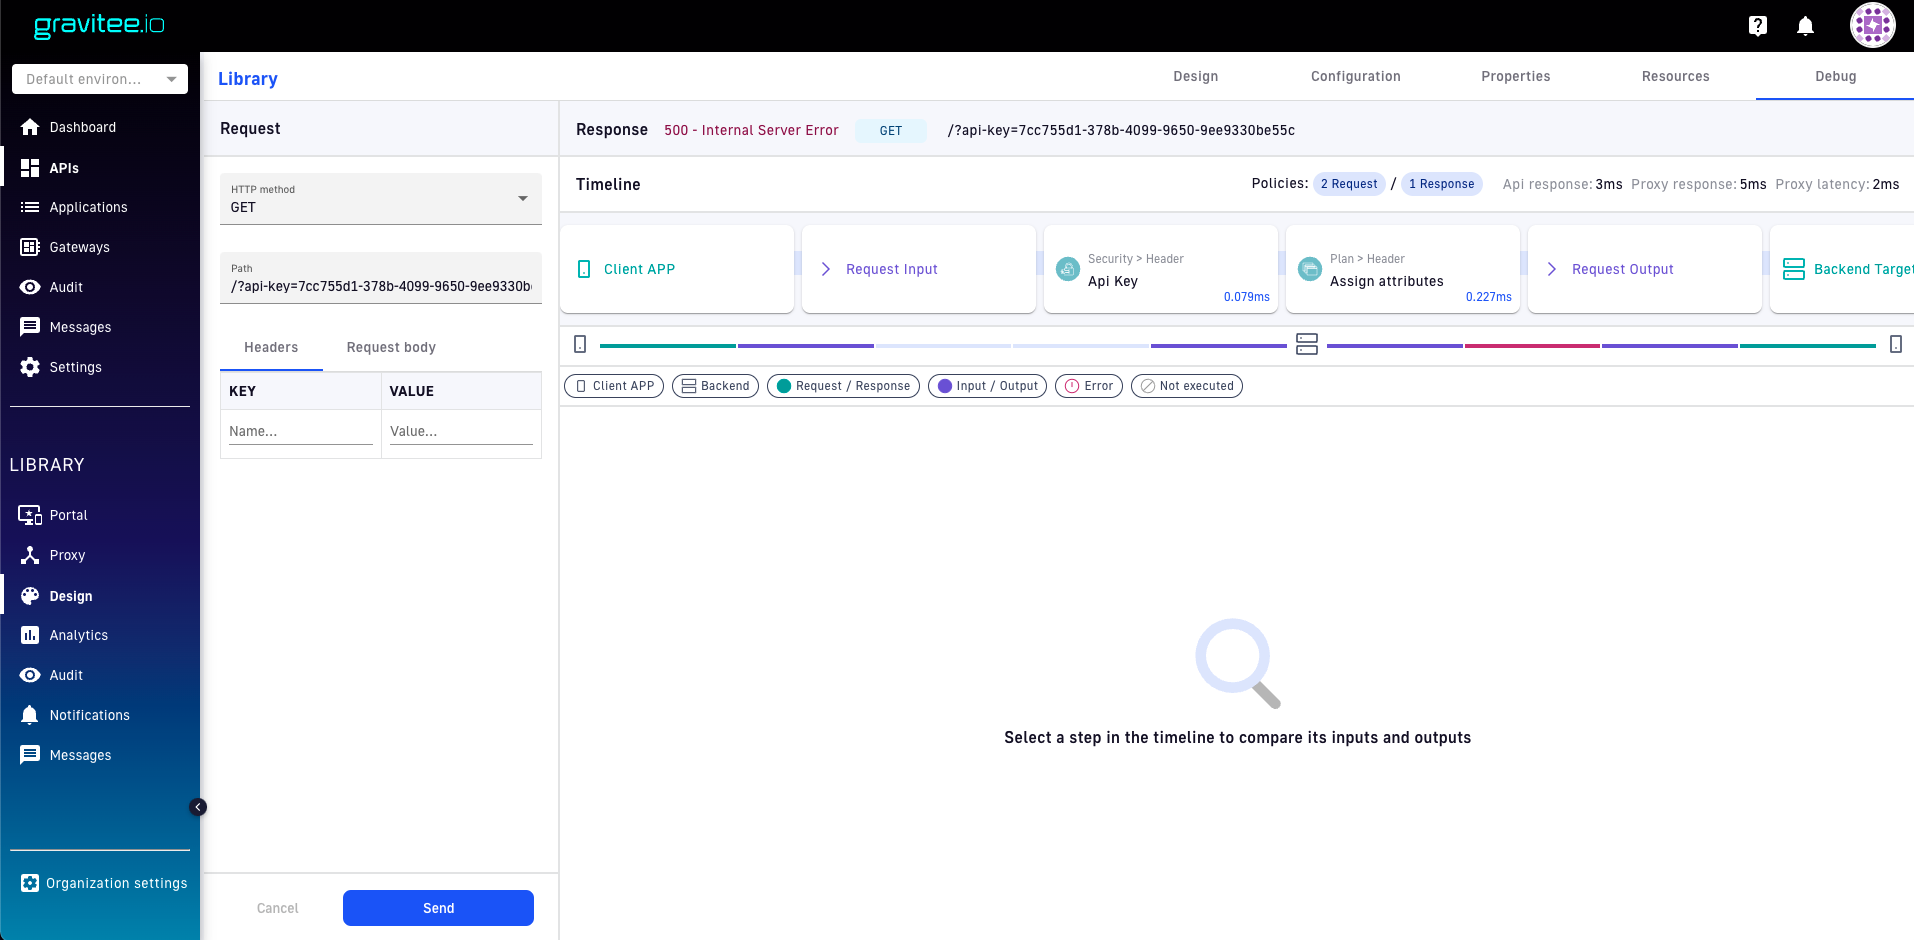 gravitee.io
Default environ...
Dashboard
APIs
Applications
Gateways
Audit
Messages
Settings
LIBRARY
Portal
Proxy
Design
Analytics
Audit
Notifications
Messages
Organization settings
Library
Design
Configuration
Properties
Resources
Debug
Request
HTTP method
GET
Path
/?api-key=7cc755d1-378b-4099-9650-9ee9330b
Headers
Request body
KEY
VALUE
Name...
Value...
Cancel
Send
Response 500 - Internal Server Error GET /?api-key=7cc755d1-378b-4099-9650-9ee9330be55c
Timeline
Policies: 2 Request / 1 Response Api response: 3ms Proxy response: 5ms Proxy latency: 2ms
Client APP
Request Input
Security > Header
Api Key
0.079ms
Plan > Header
Assign attributes
0.227ms
Request Output
Backend Target
Client APP
Backend
Request / Response
Input / Output
Error
Not executed
Select a step in the timeline to compare its inputs and outputs